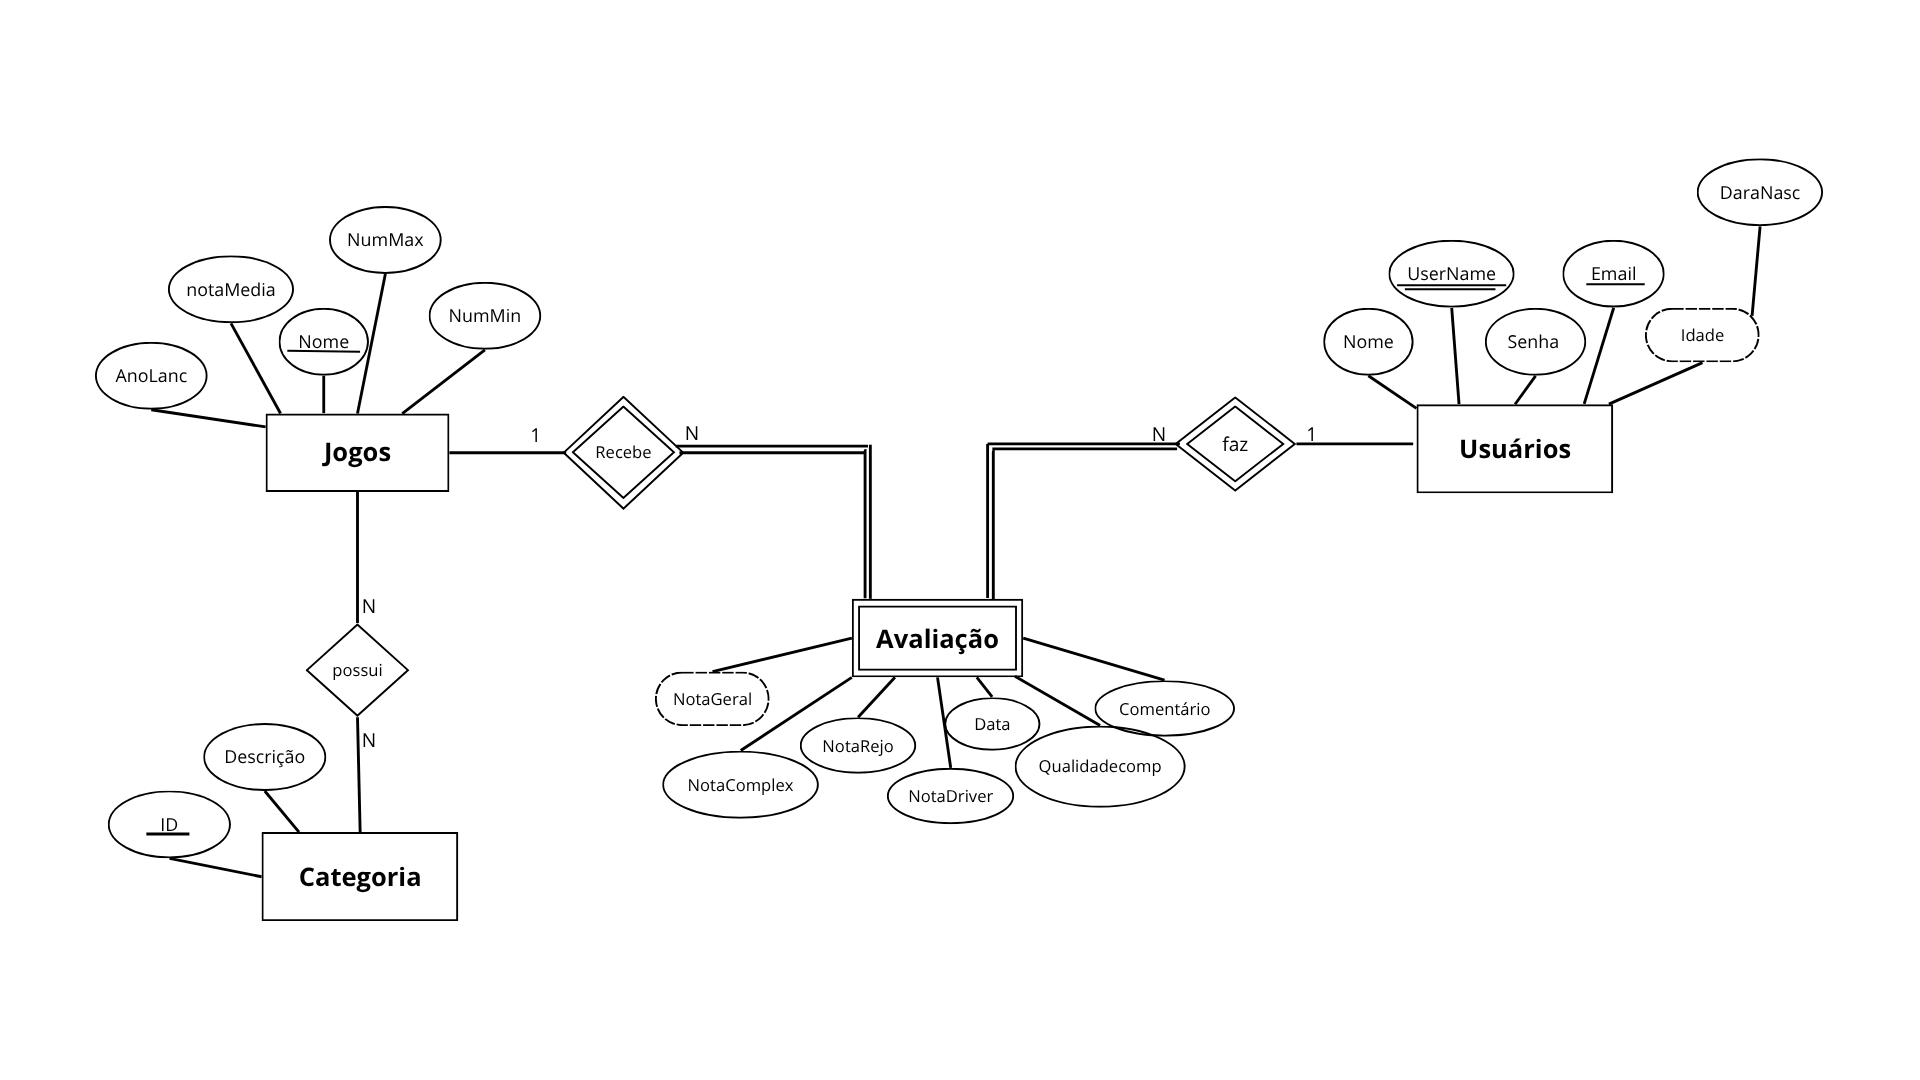 DaraNasc
NumMax
UserName
Email
notaMedia
NumMin
Nome
Nome
Senha
Idade
AnoLanc
Jogos
1
Recebe
N
N
faz
1
Usuários
N
Avaliação
possui
NotaGeral
Comentário
Data
N
NotaRejo
Descrição
Qualidadecomp
NotaComplex
NotaDriver
ID
Categoria